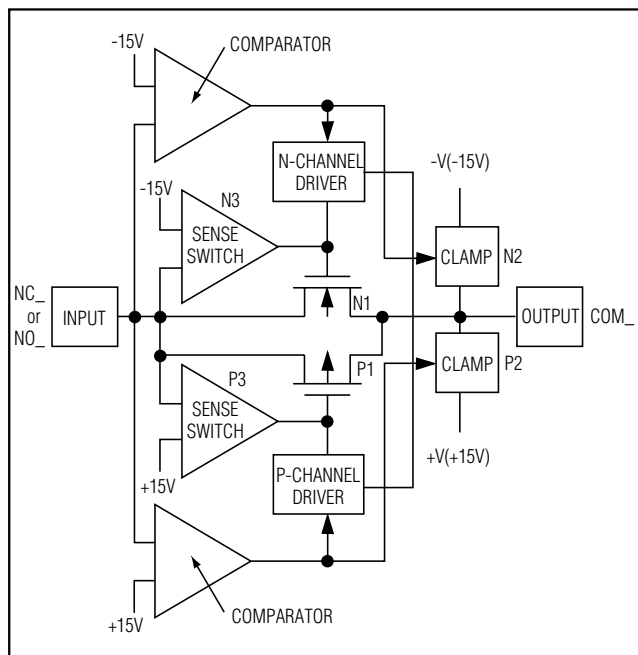 -15V
COMPARATOR
N-CHANNEL
DRIVER
-V(-15V)
-15V
N3
SENSE
SWITCH
CLAMP
N2
NC_
or
NO_
INPUT
N1
OUTPUT
COM_
P1
CLAMP
P2
P3
SENSE
SWITCH
+15V
P-CHANNEL
DRIVER
+V(+15V)
+15V
COMPARATOR